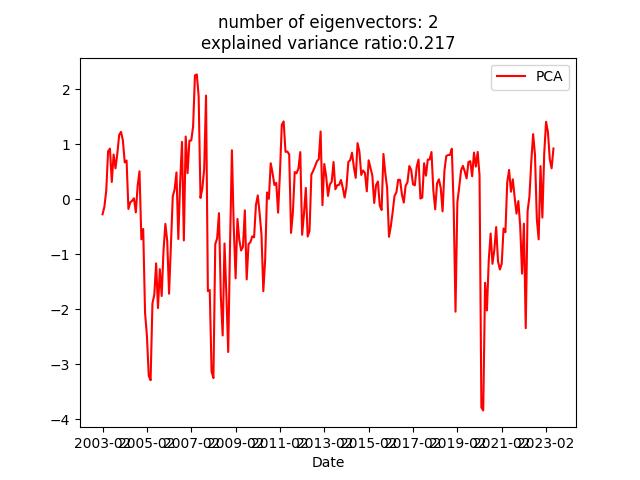 number of eigenvectors: 2
explained variance ratio:0.217
PCA
2
1
0
−1
−2
−3
−4
2003-02 2005-02 2007-02 2009-02 2011-02 2013-02 2015-02 2017-02 2019-02 2021-02 2023-02
Date